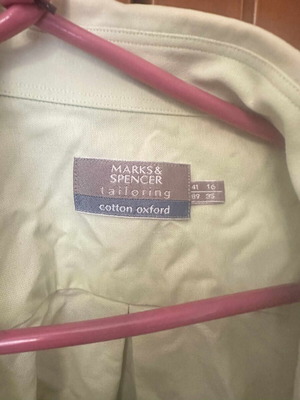 MARKS &
SPENCER
tailoring
cotton oxford
41 16